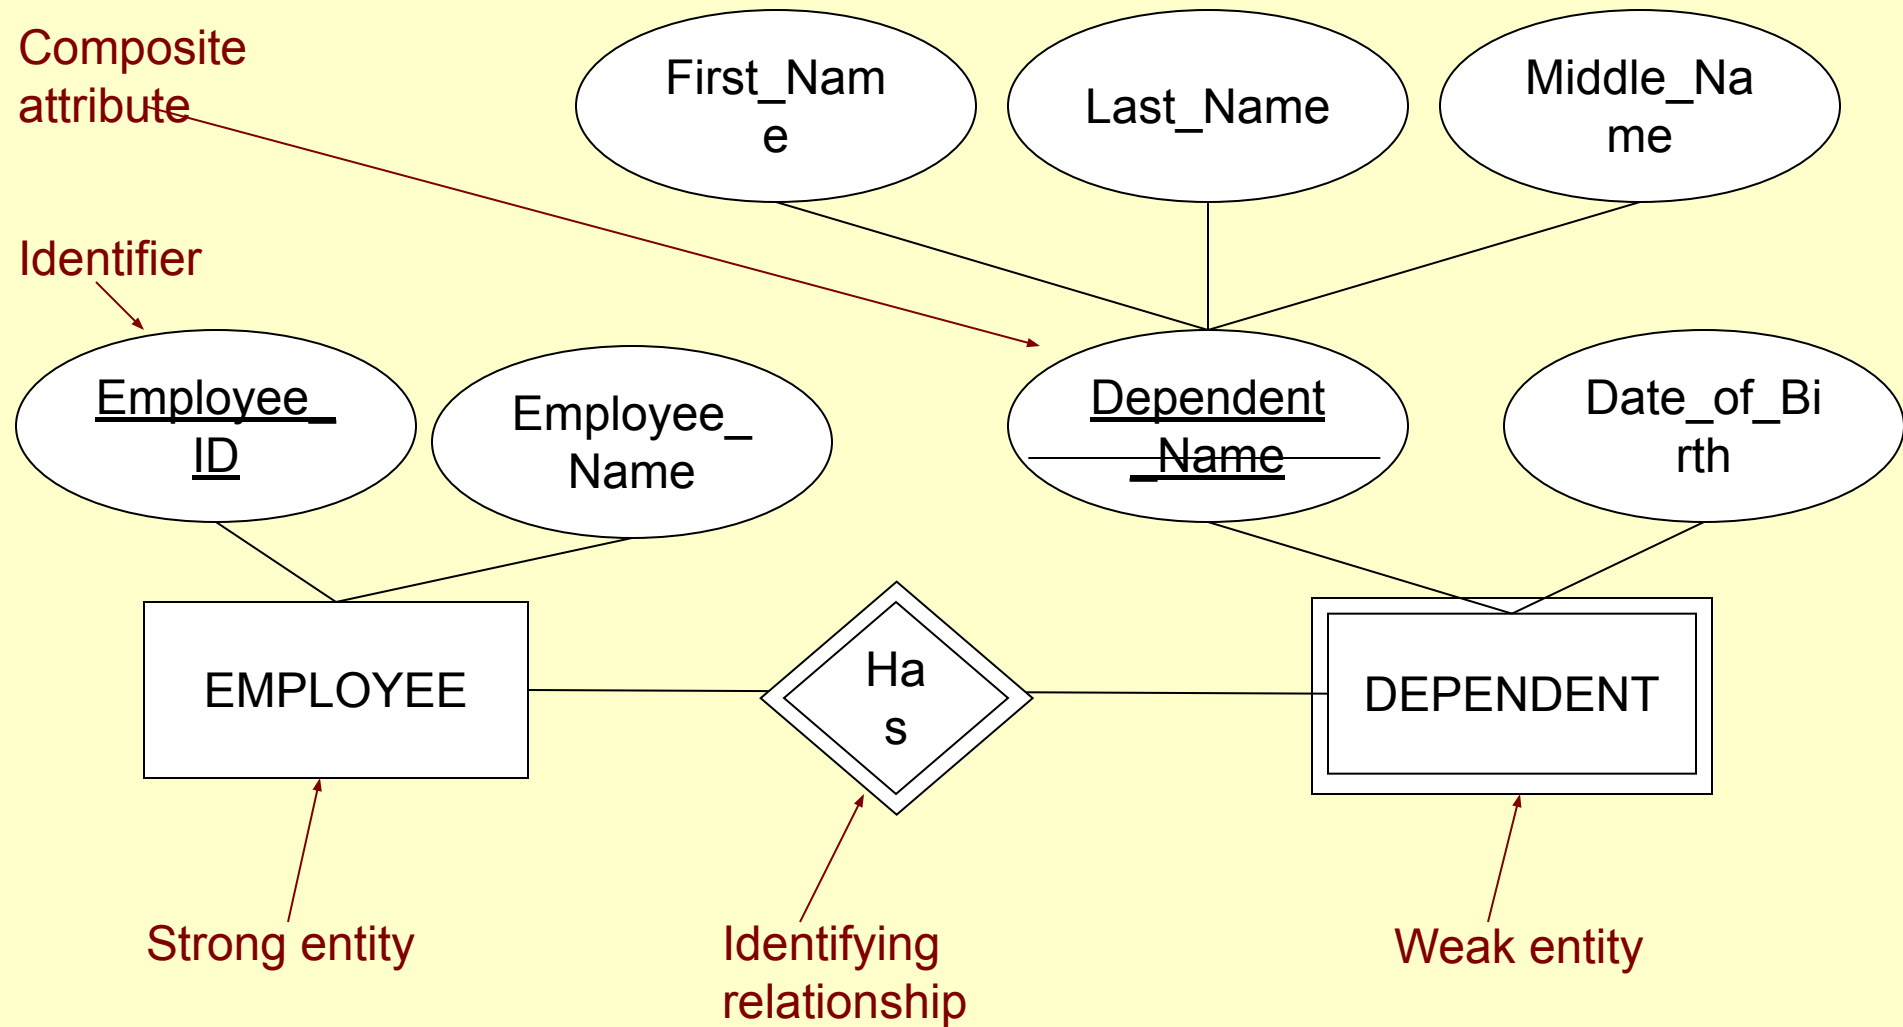 Composite
attribute
First_Nam
e
Last_Name
Middle_Na
me
Identifier
Employee_
ID
Employee_
Name
Dependent
_Name
Date_of_Bi
rth
EMPLOYEE
Ha
s
DEPENDENT
Strong entity
Identifying
relationship
Weak entity